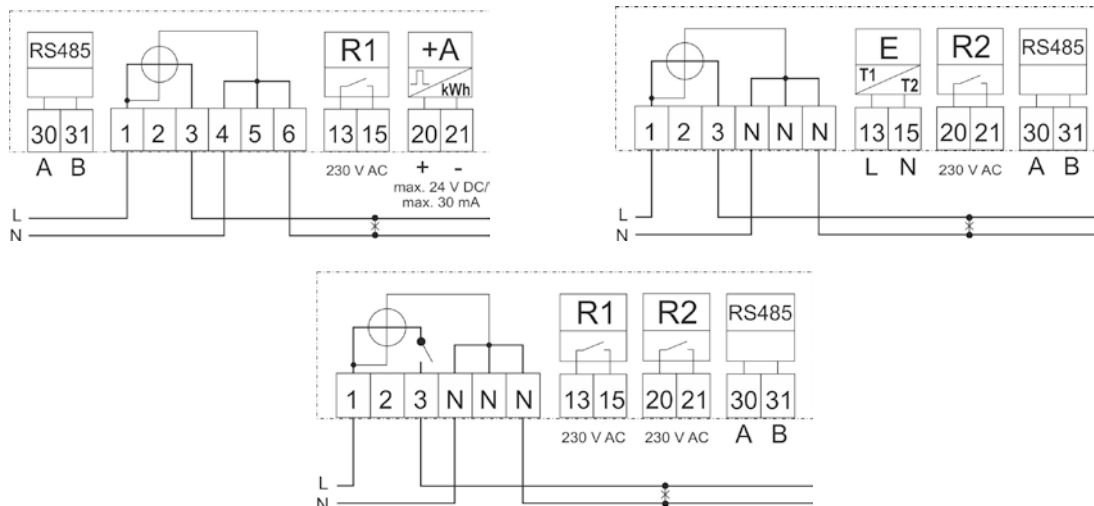 RS485 R1 +A
kWh
30 31 1 2 3 4 5 6 13 15 20 21
A B 230 V AC + -
max. 24 V DC/
max. 30 mA
L
N
E R2 RS485
T1 T2
1 2 3 N N N 13 15 20 21 30 31
L N 230 V AC A B
L
N
R1 R2 RS485
1 2 3 N N N 13 15 20 21 30 31
230 V AC 230 V AC A B
L
N